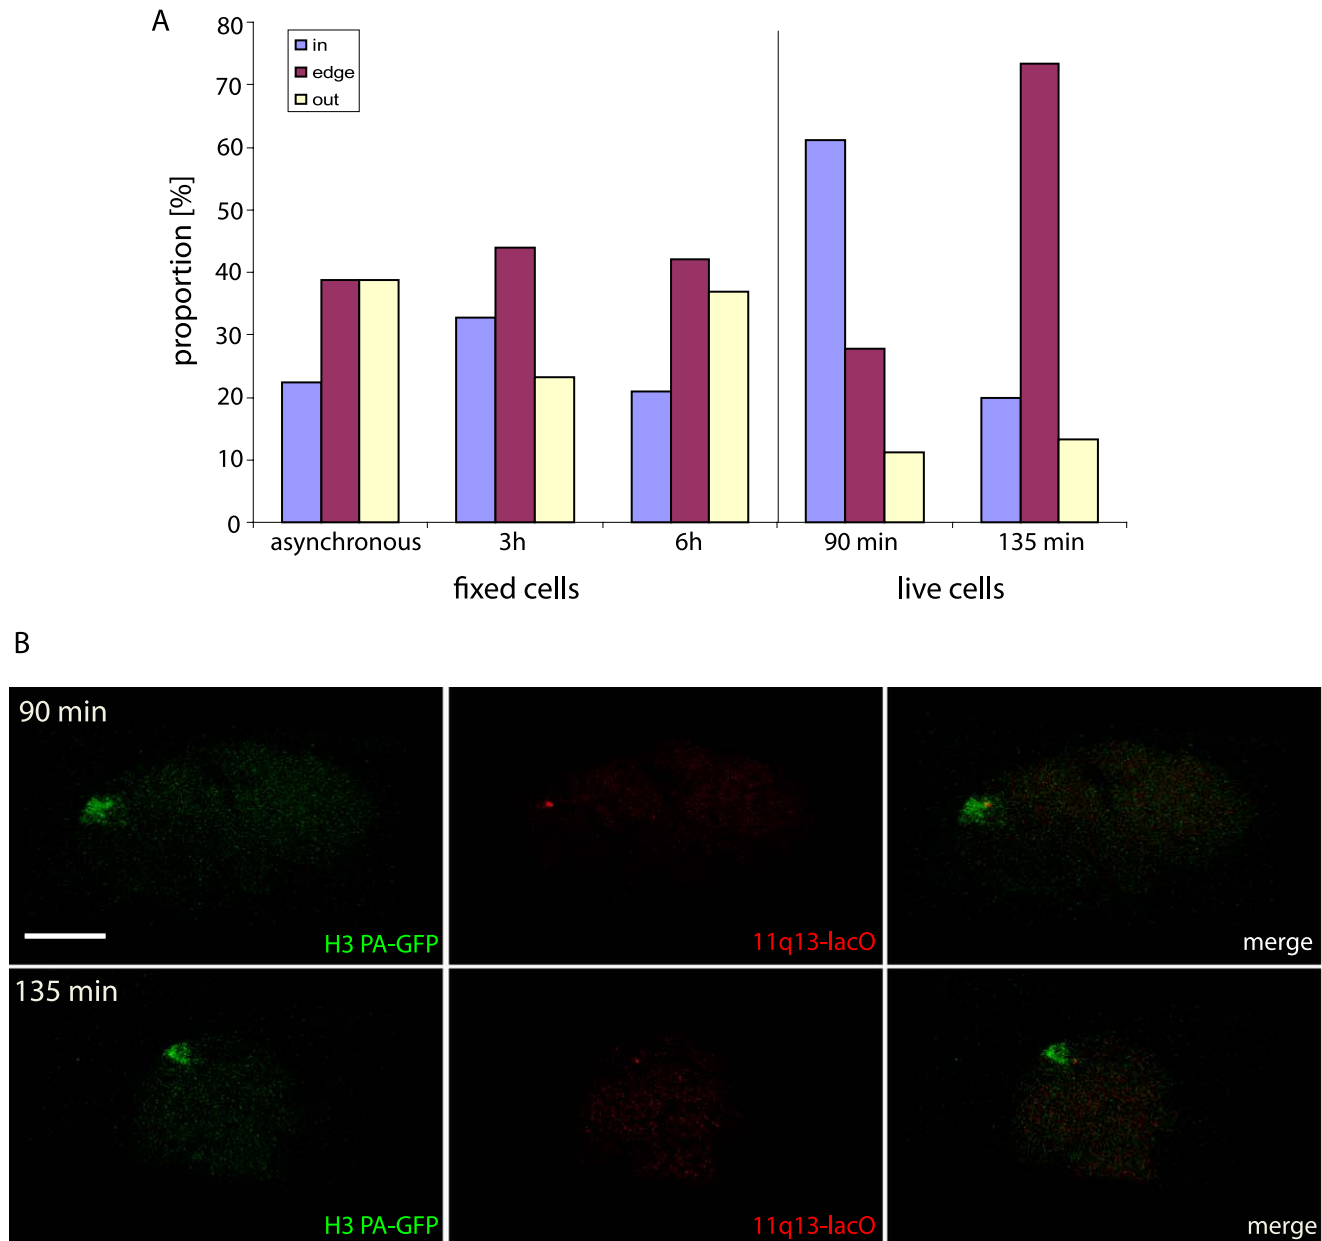 A
80
70
60
50
40
30
20
10
0
proportion [%]
in
edge
out
asynchronous 3h 6h 90 min 135 min
fixed cells live cells
B
90 min
H3 PA-GFP 11q13-lacO merge
135 min
H3 PA-GFP 11q13-lacO merge